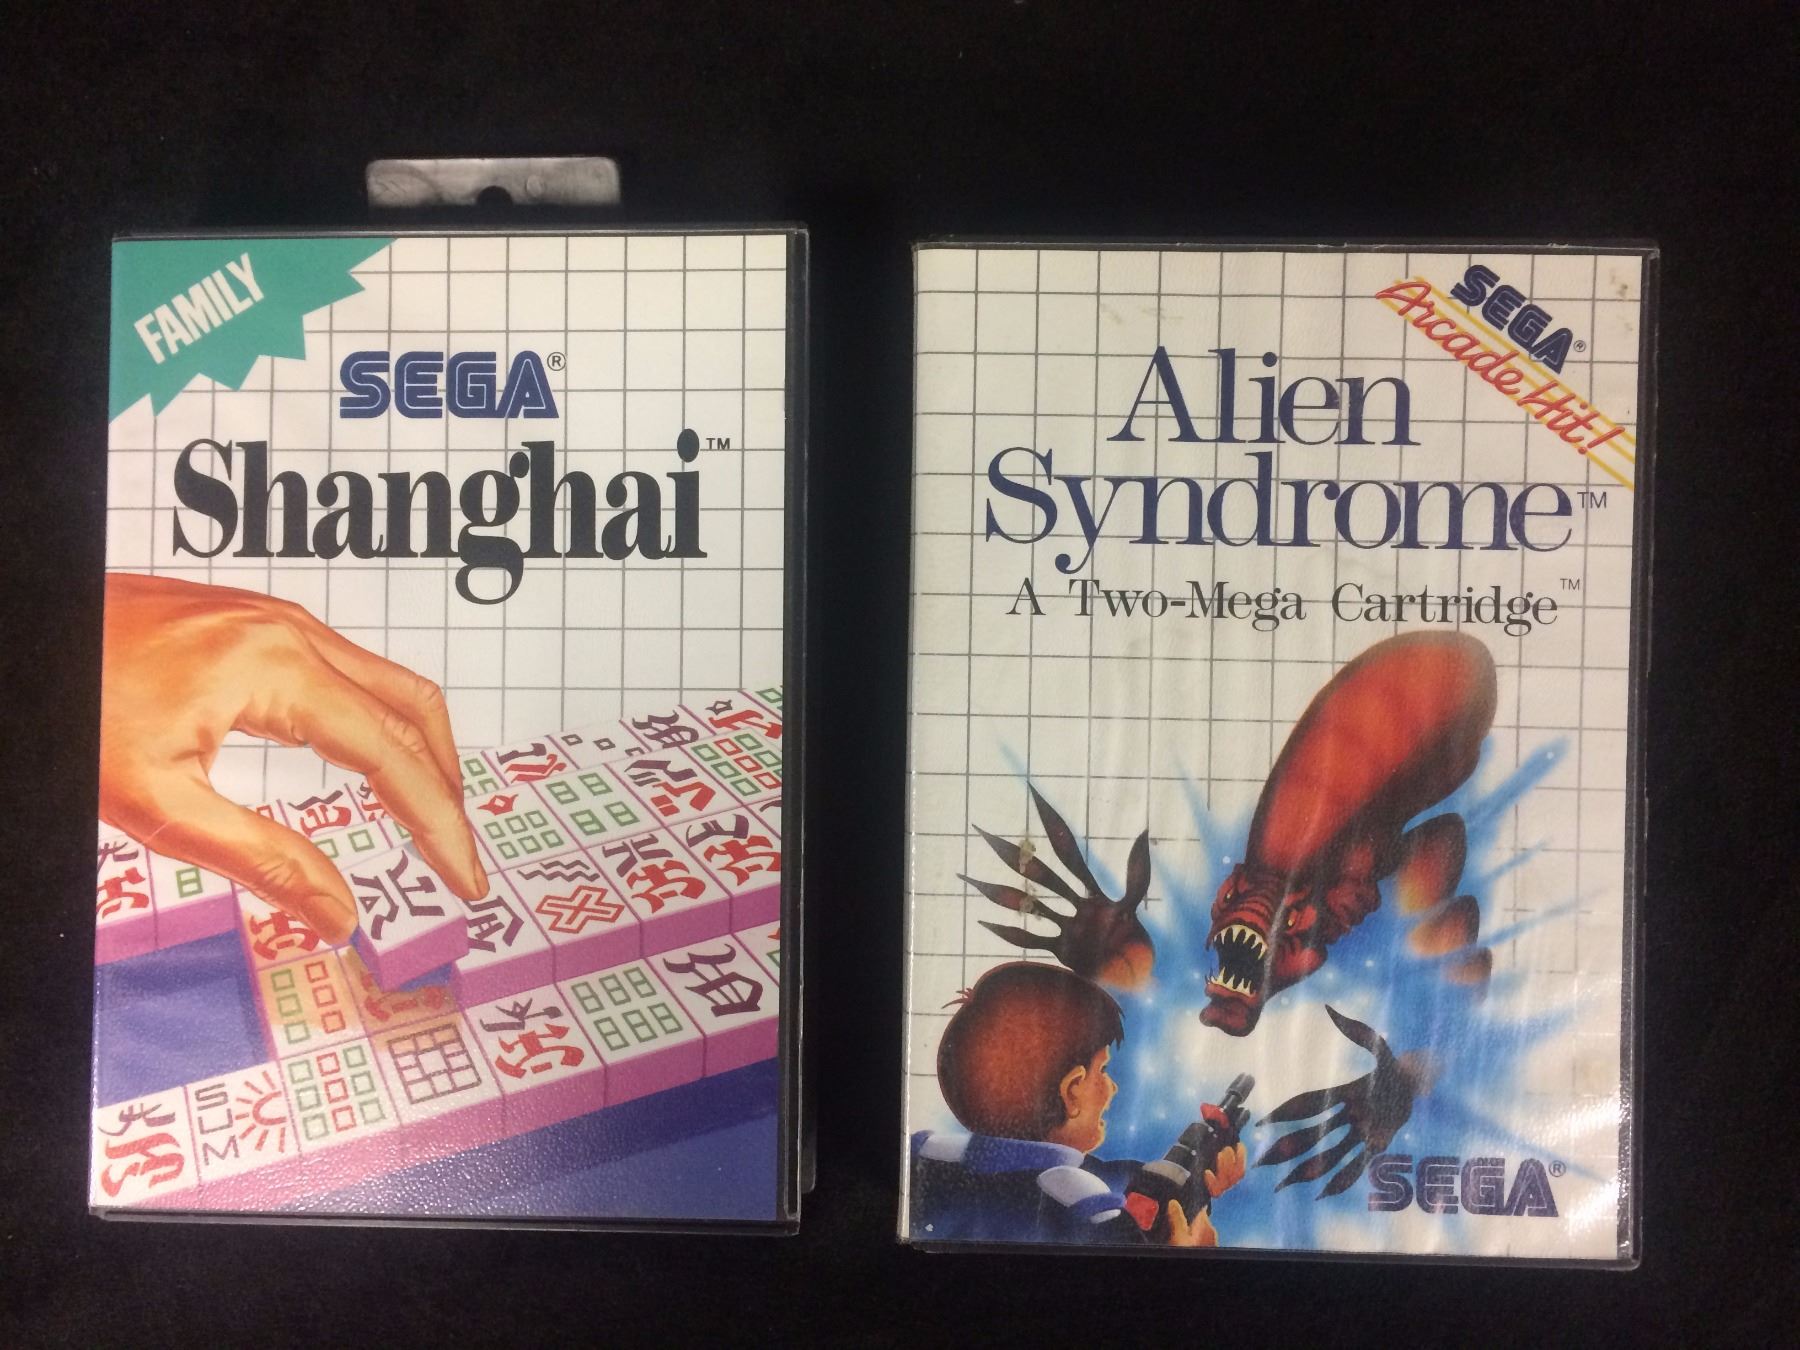 FAMILY
SEGA®
Shanghai™
SUM
SEGA®
Arcade Hit!
Alien
Syndrome™
A Two-Mega Cartridge™
SEGA®